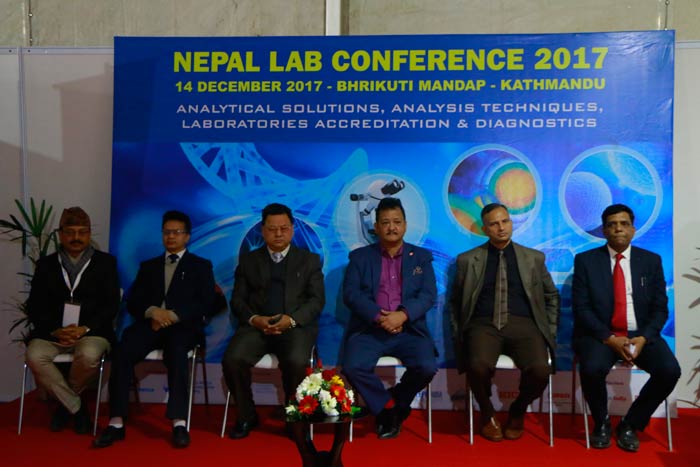 NEPAL LAB CONFERENCE 2017
14 DECEMBER 2017 - BHRIKUTI MANDAP - KATHMANDU
ANALYTICAL SOLUTIONS, ANALYSIS TECHNIQUES,
LABORATORIES ACCREDITATION & DIAGNOSTICS